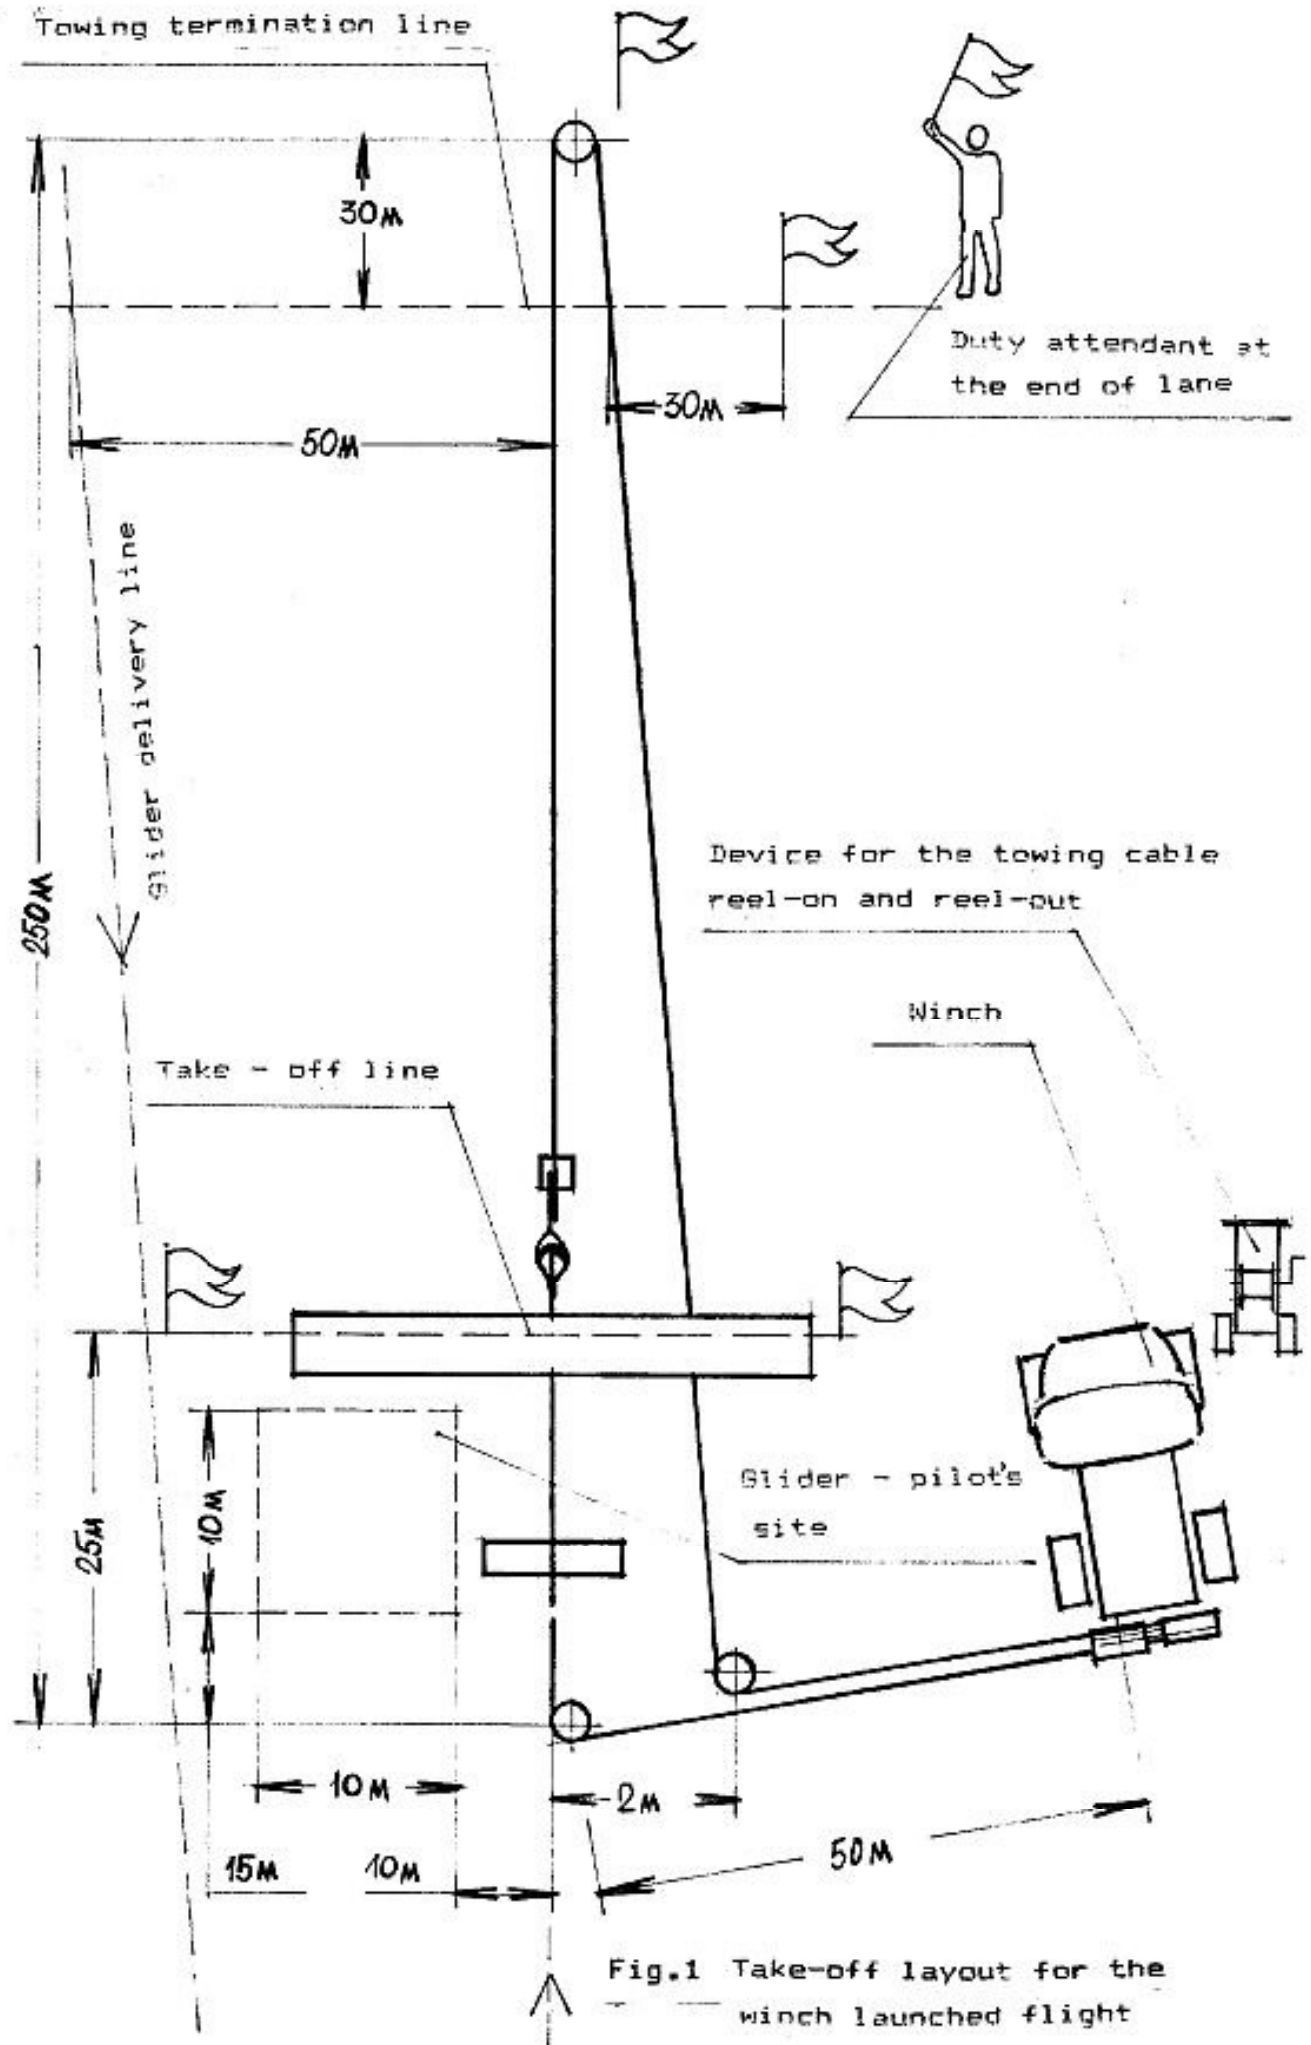 Towing termination line
30м
Duty attendant at
the end of lane
30м
50м
Glider delivery line
Device for the towing cable
reel-on and reel-out
250м
Winch
Take - off line
Glider - pilot's
site
10м
25м
10м
2м
50м
15м
10м
Fig.1 Take-off layout for the
winch launched flight